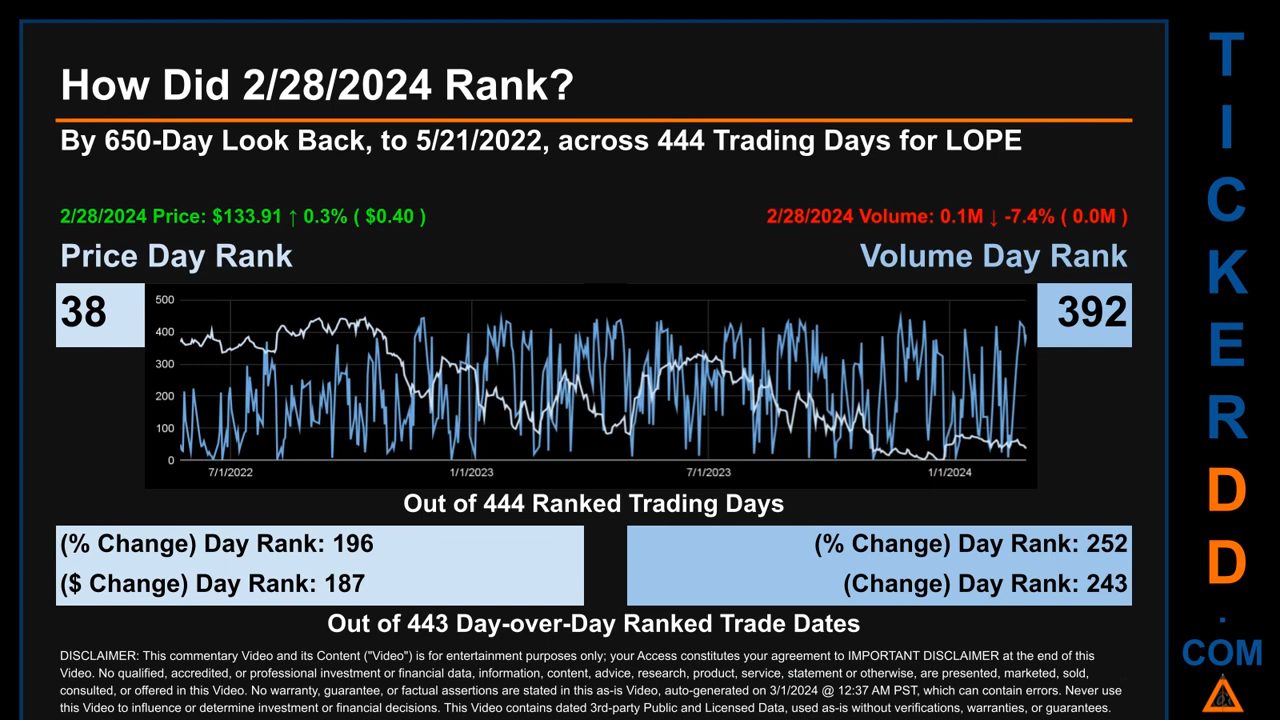 How Did 2/28/2024 Rank?
By 650-Day Look Back, to 5/21/2022, across 444 Trading Days for LOPE
2/28/2024 Price: $133.91 ↑ 0.3% ( $0.40 )
2/28/2024 Volume: 0.1M ↓ -7.4% ( 0.0M )
Price Day Rank
Volume Day Rank
38
392
500
400
300
200
100
0
7/1/2022
1/1/2023
7/1/2023
1/1/2024
Out of 444 Ranked Trading Days
(% Change) Day Rank: 196
($ Change) Day Rank: 187
(% Change) Day Rank: 252
(Change) Day Rank: 243
Out of 443 Day-over-Day Ranked Trade Dates
DISCLAIMER: This commentary Video and its Content ("Video") is for entertainment purposes only; your Access constitutes your agreement to IMPORTANT DISCLAIMER at the end of this
Video. No qualified, accredited, or professional investment or financial data, information, content, advice, research, product, service, statement or otherwise, are presented, marketed, sold,
consulted, or offered in this Video. No warranty, guarantee, or factual assertions are stated in this as-is Video, auto-generated on 3/1/2024 @ 12:37 AM PST, which can contain errors. Never use
this Video to influence or determine investment or financial decisions. This Video contains dated 3rd-party Public and Licensed Data, used as-is without verifications, warranties, or guarantees.
T
I
C
K
E
R
D
D
.
COM